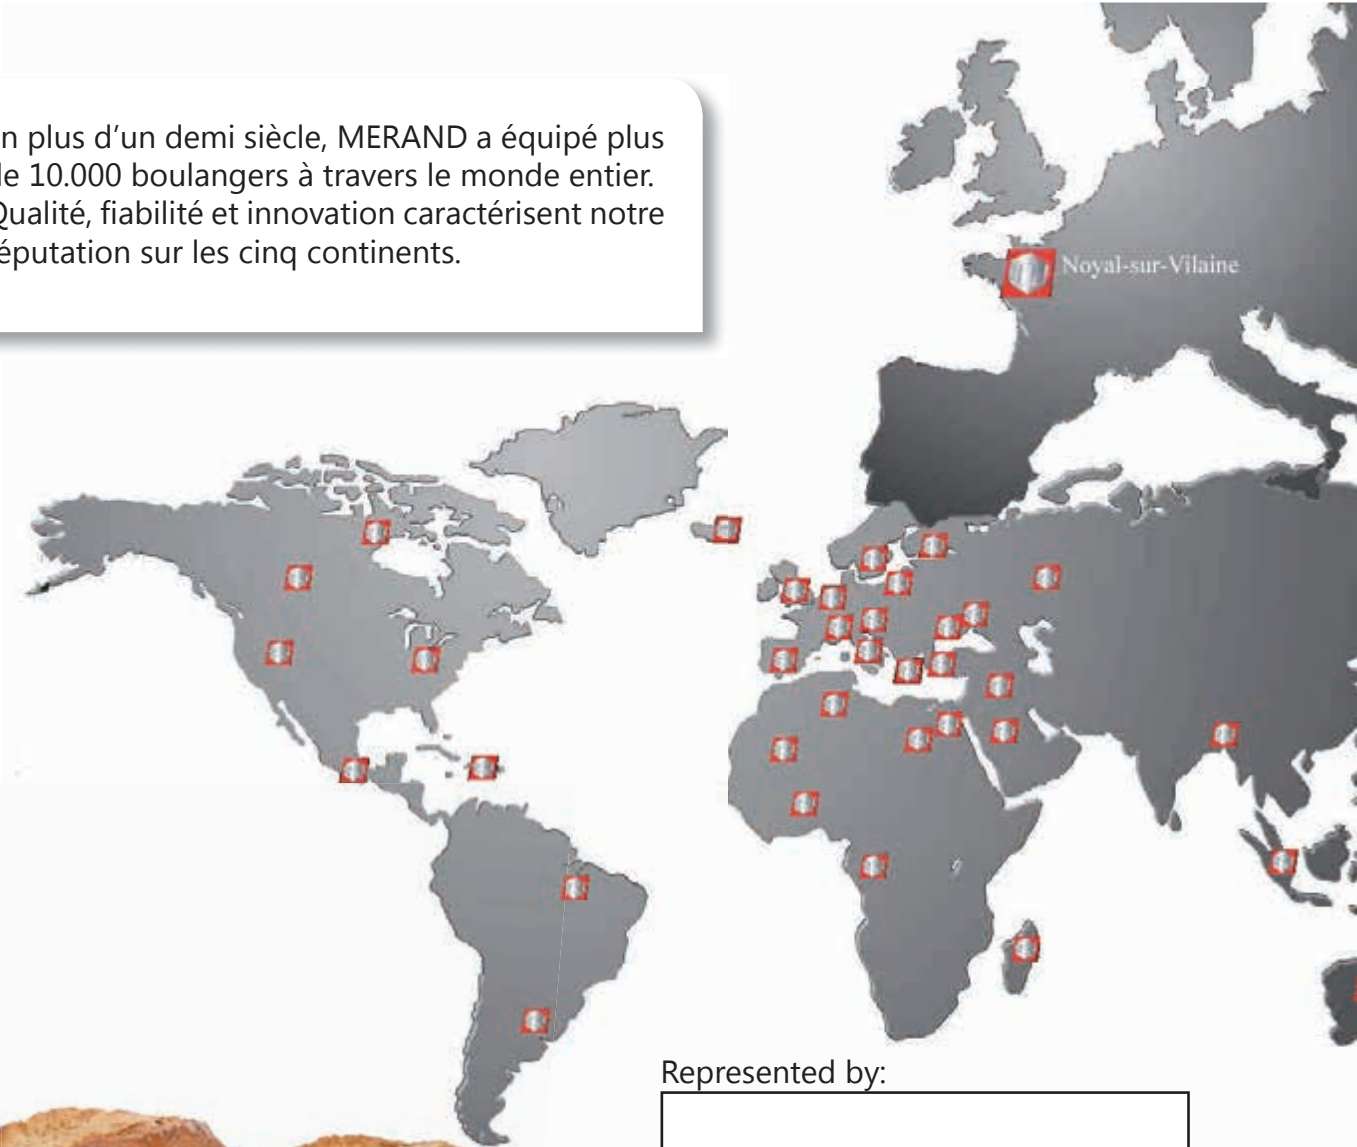 n plus d'un demi siècle, MERAND a équipé plus
de 10.000 boulangers à travers le monde entier.
Qualité, fiabilité et innovation caractérisent notre
éputation sur les cinq continents.
Noyal-sur-Vilaine
Represented by: